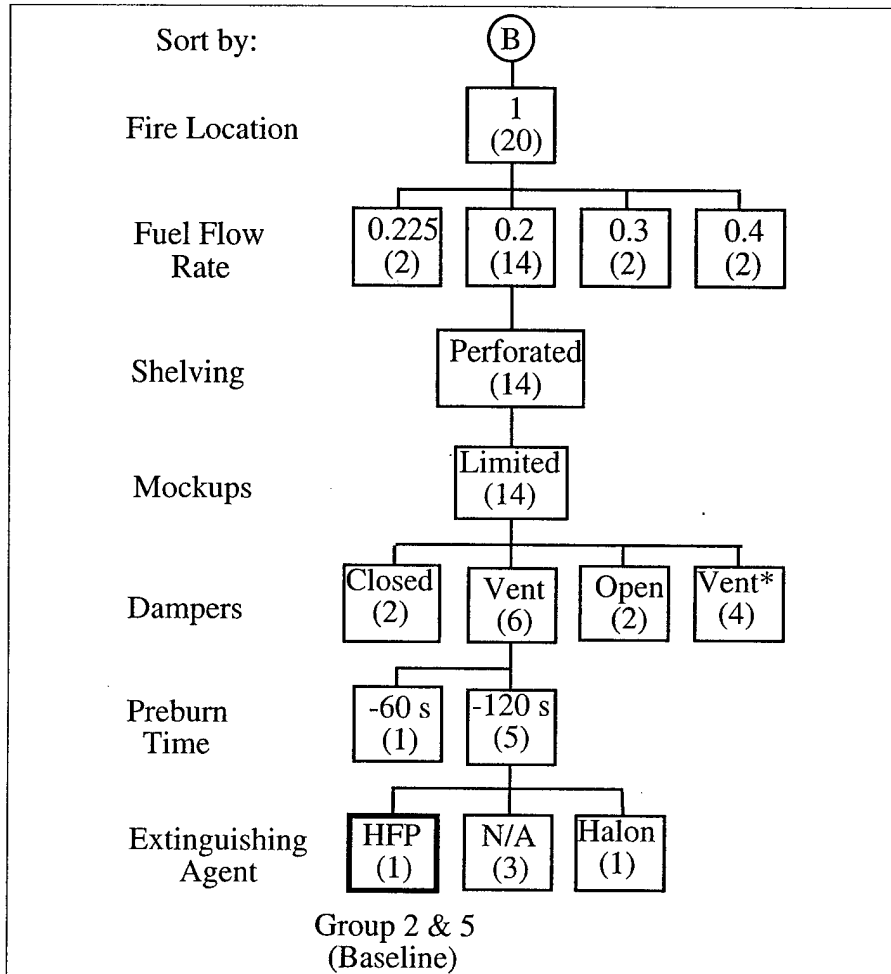 Sort by:
B
Fire Location
1
(20)
Fuel Flow
Rate
0.225
(2)
0.2
(14)
0.3
(2)
0.4
(2)
Shelving
Perforated
(14)
Mockups
Limited
(14)
Dampers
Closed
(2)
Vent
(6)
Open
(2)
Vent*
(4)
Preburn
Time
-60 s
(1)
-120 s
(5)
Extinguishing
Agent
HFP
(1)
N/A
(3)
Halon
(1)
Group 2 & 5
(Baseline)